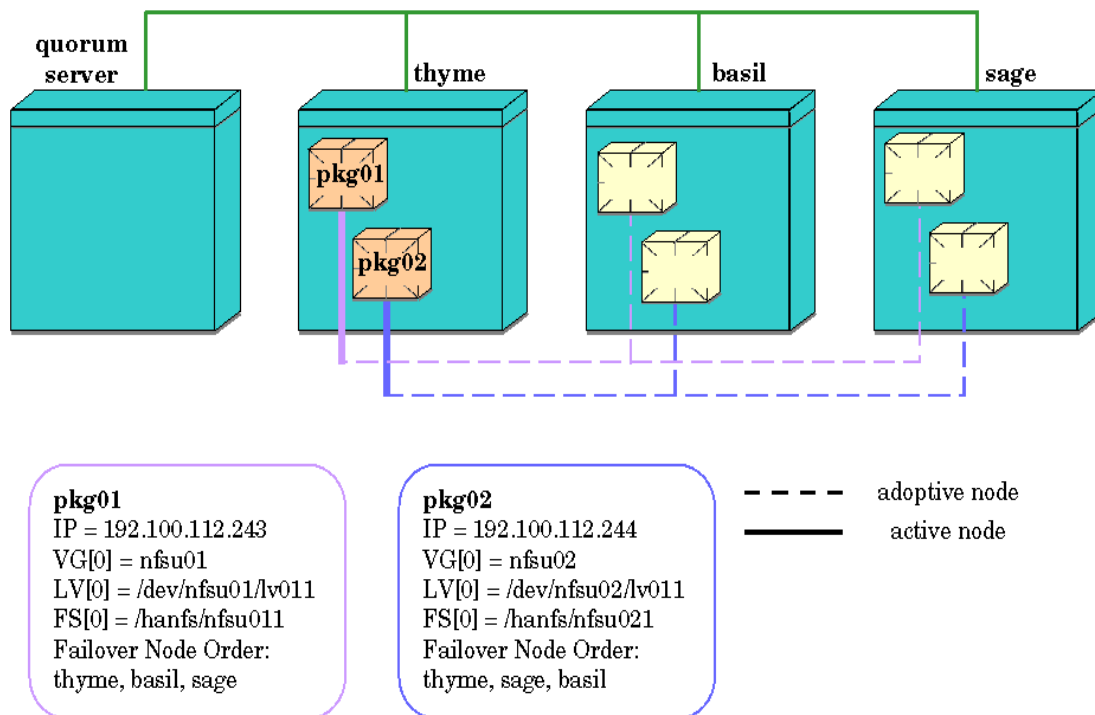 quorum
server
thyme
basil
sage
pkg01
pkg02
pkg01
IP = 192.100.112.243
VG[0] = nfsu01
LV[0] = /dev/nfsu01/lv011
FS[0] = /hanfs/nfsu011
Failover Node Order:
thyme, basil, sage
pkg02
IP = 192.100.112.244
VG[0] = nfsu02
LV[0] = /dev/nfsu02/lv011
FS[0] = /hanfs/nfsu021
Failover Node Order:
thyme, sage, basil
adoptive node
active node